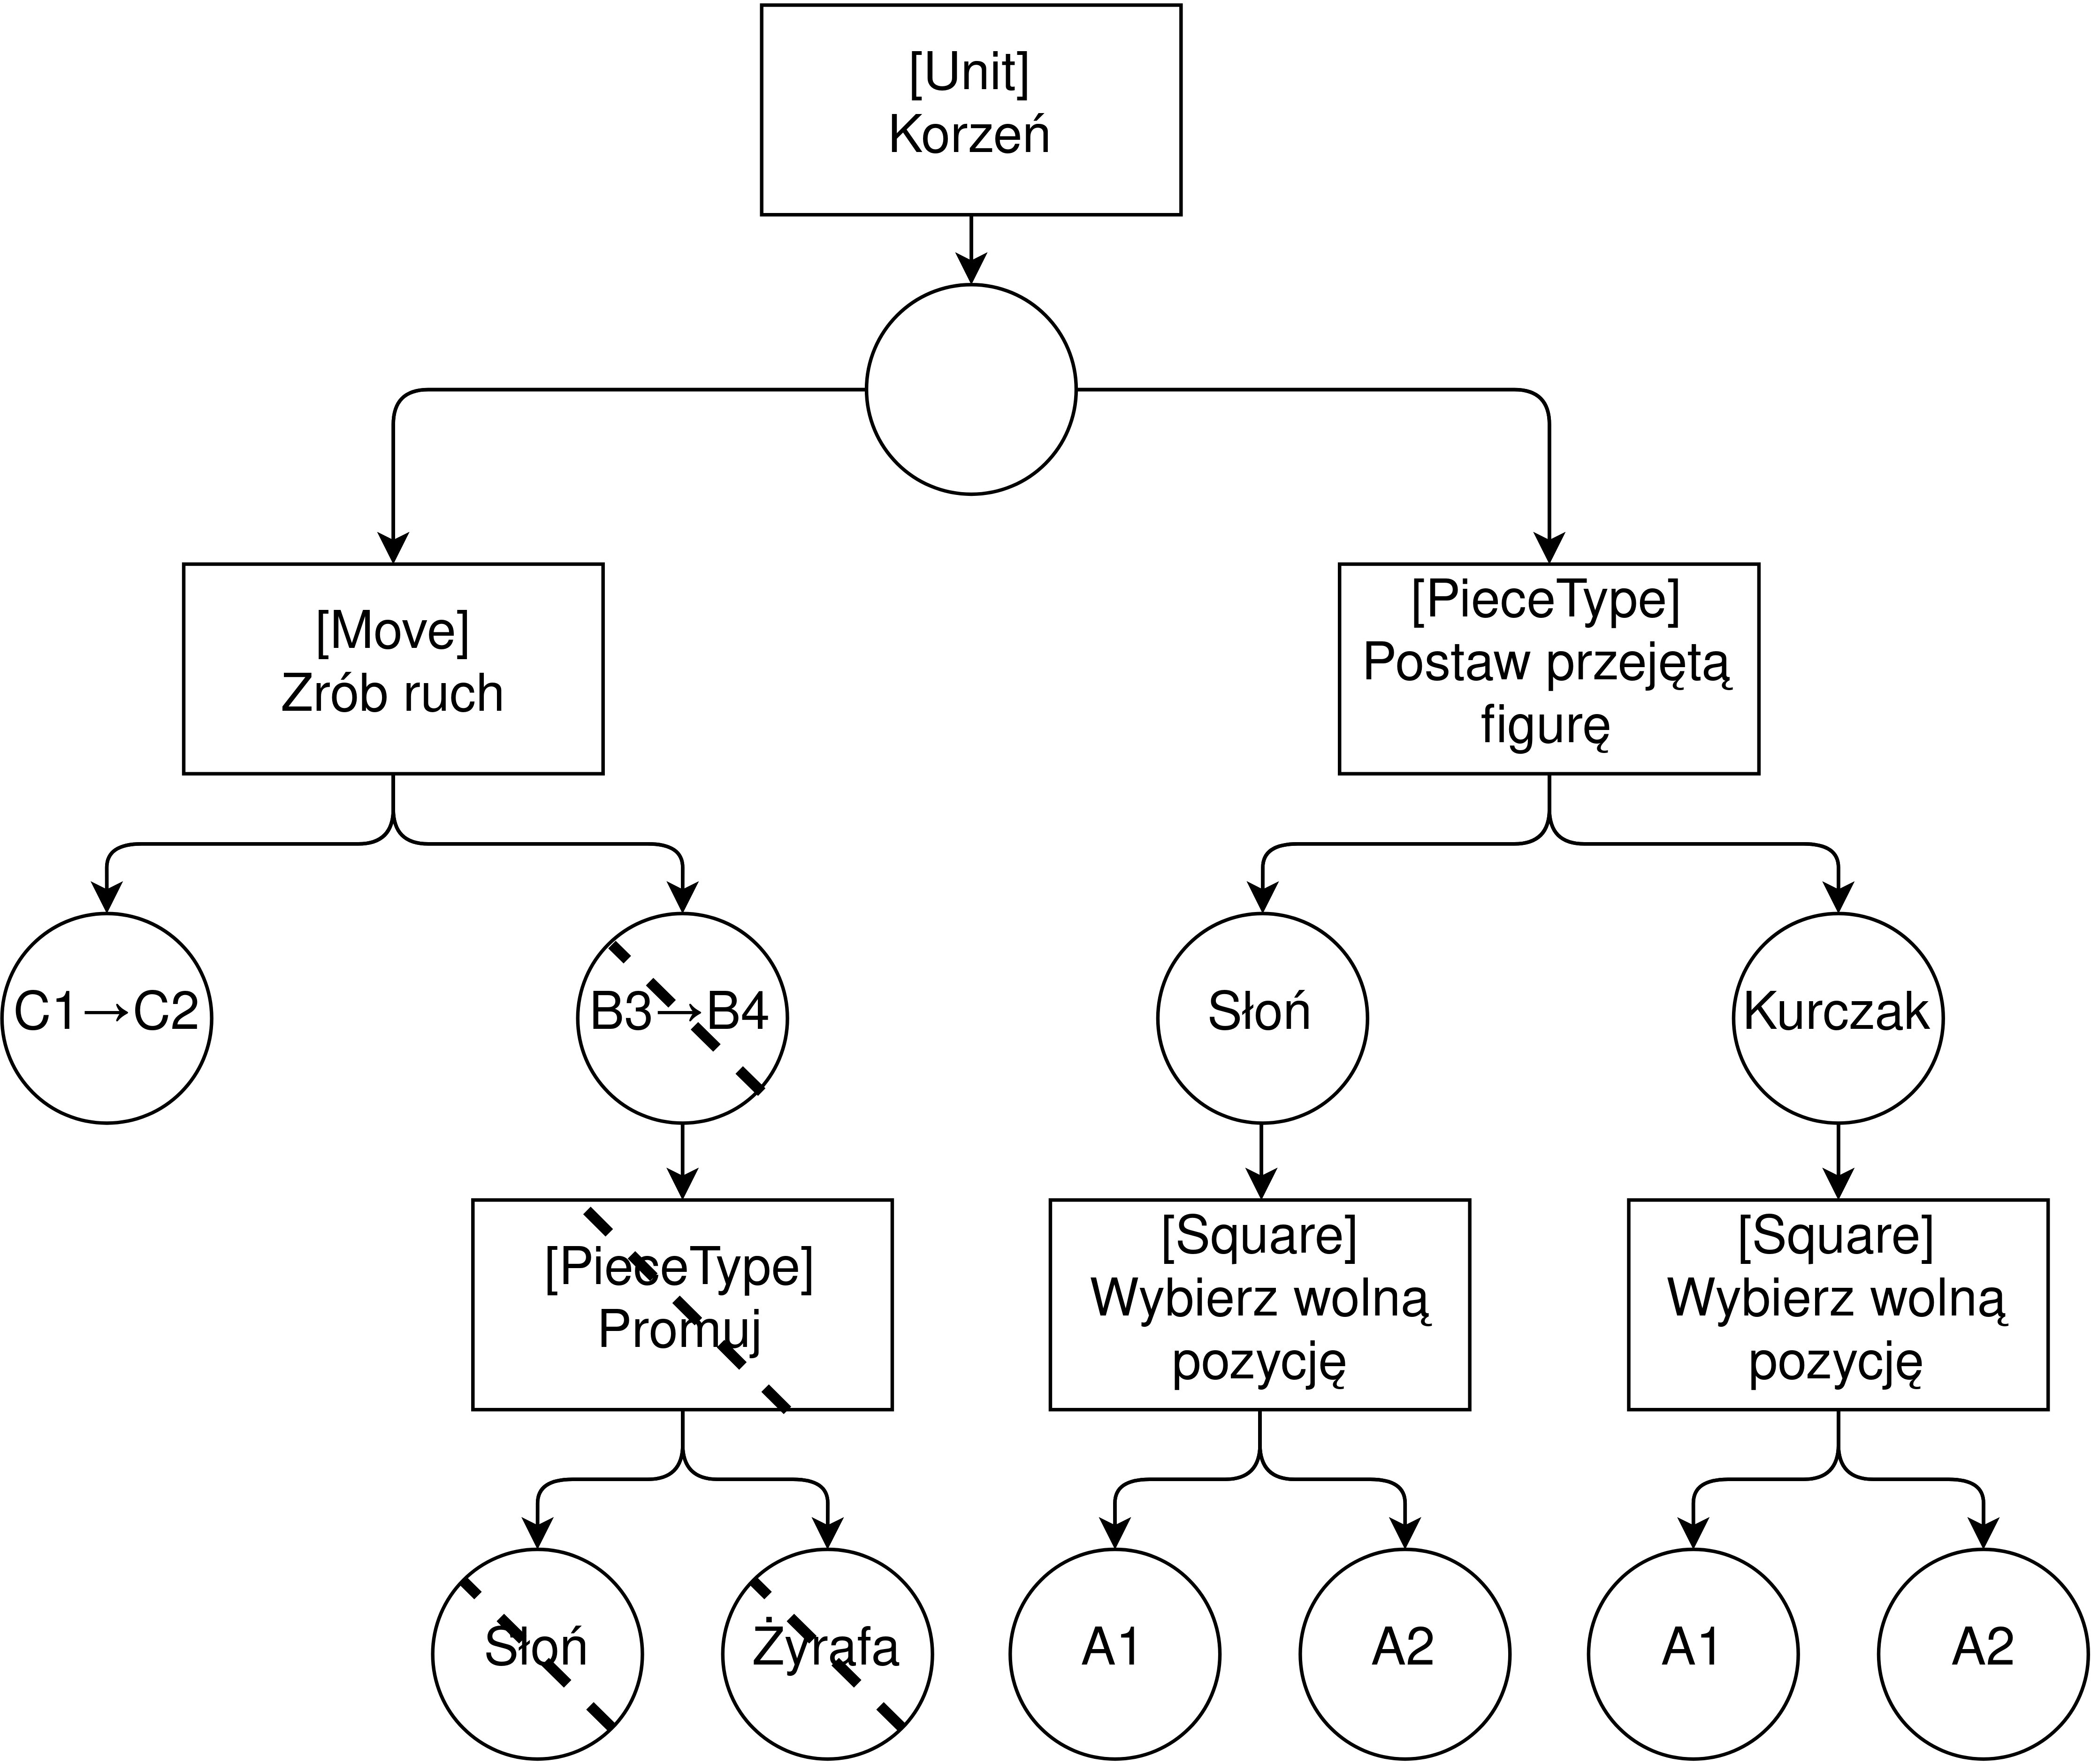 [Unit]
Korzeń
[Move]
Zrób ruch
[PieceType]
Postaw przejętą
figurę
C1→C2
B3→B4
Słoń
Kurczak
[PieceType]
Promuj
[Square]
Wybierz wolną
pozycję
[Square]
Wybierz wolną
pozycję
Słoń
Żyrafa
A1
A2
A1
A2